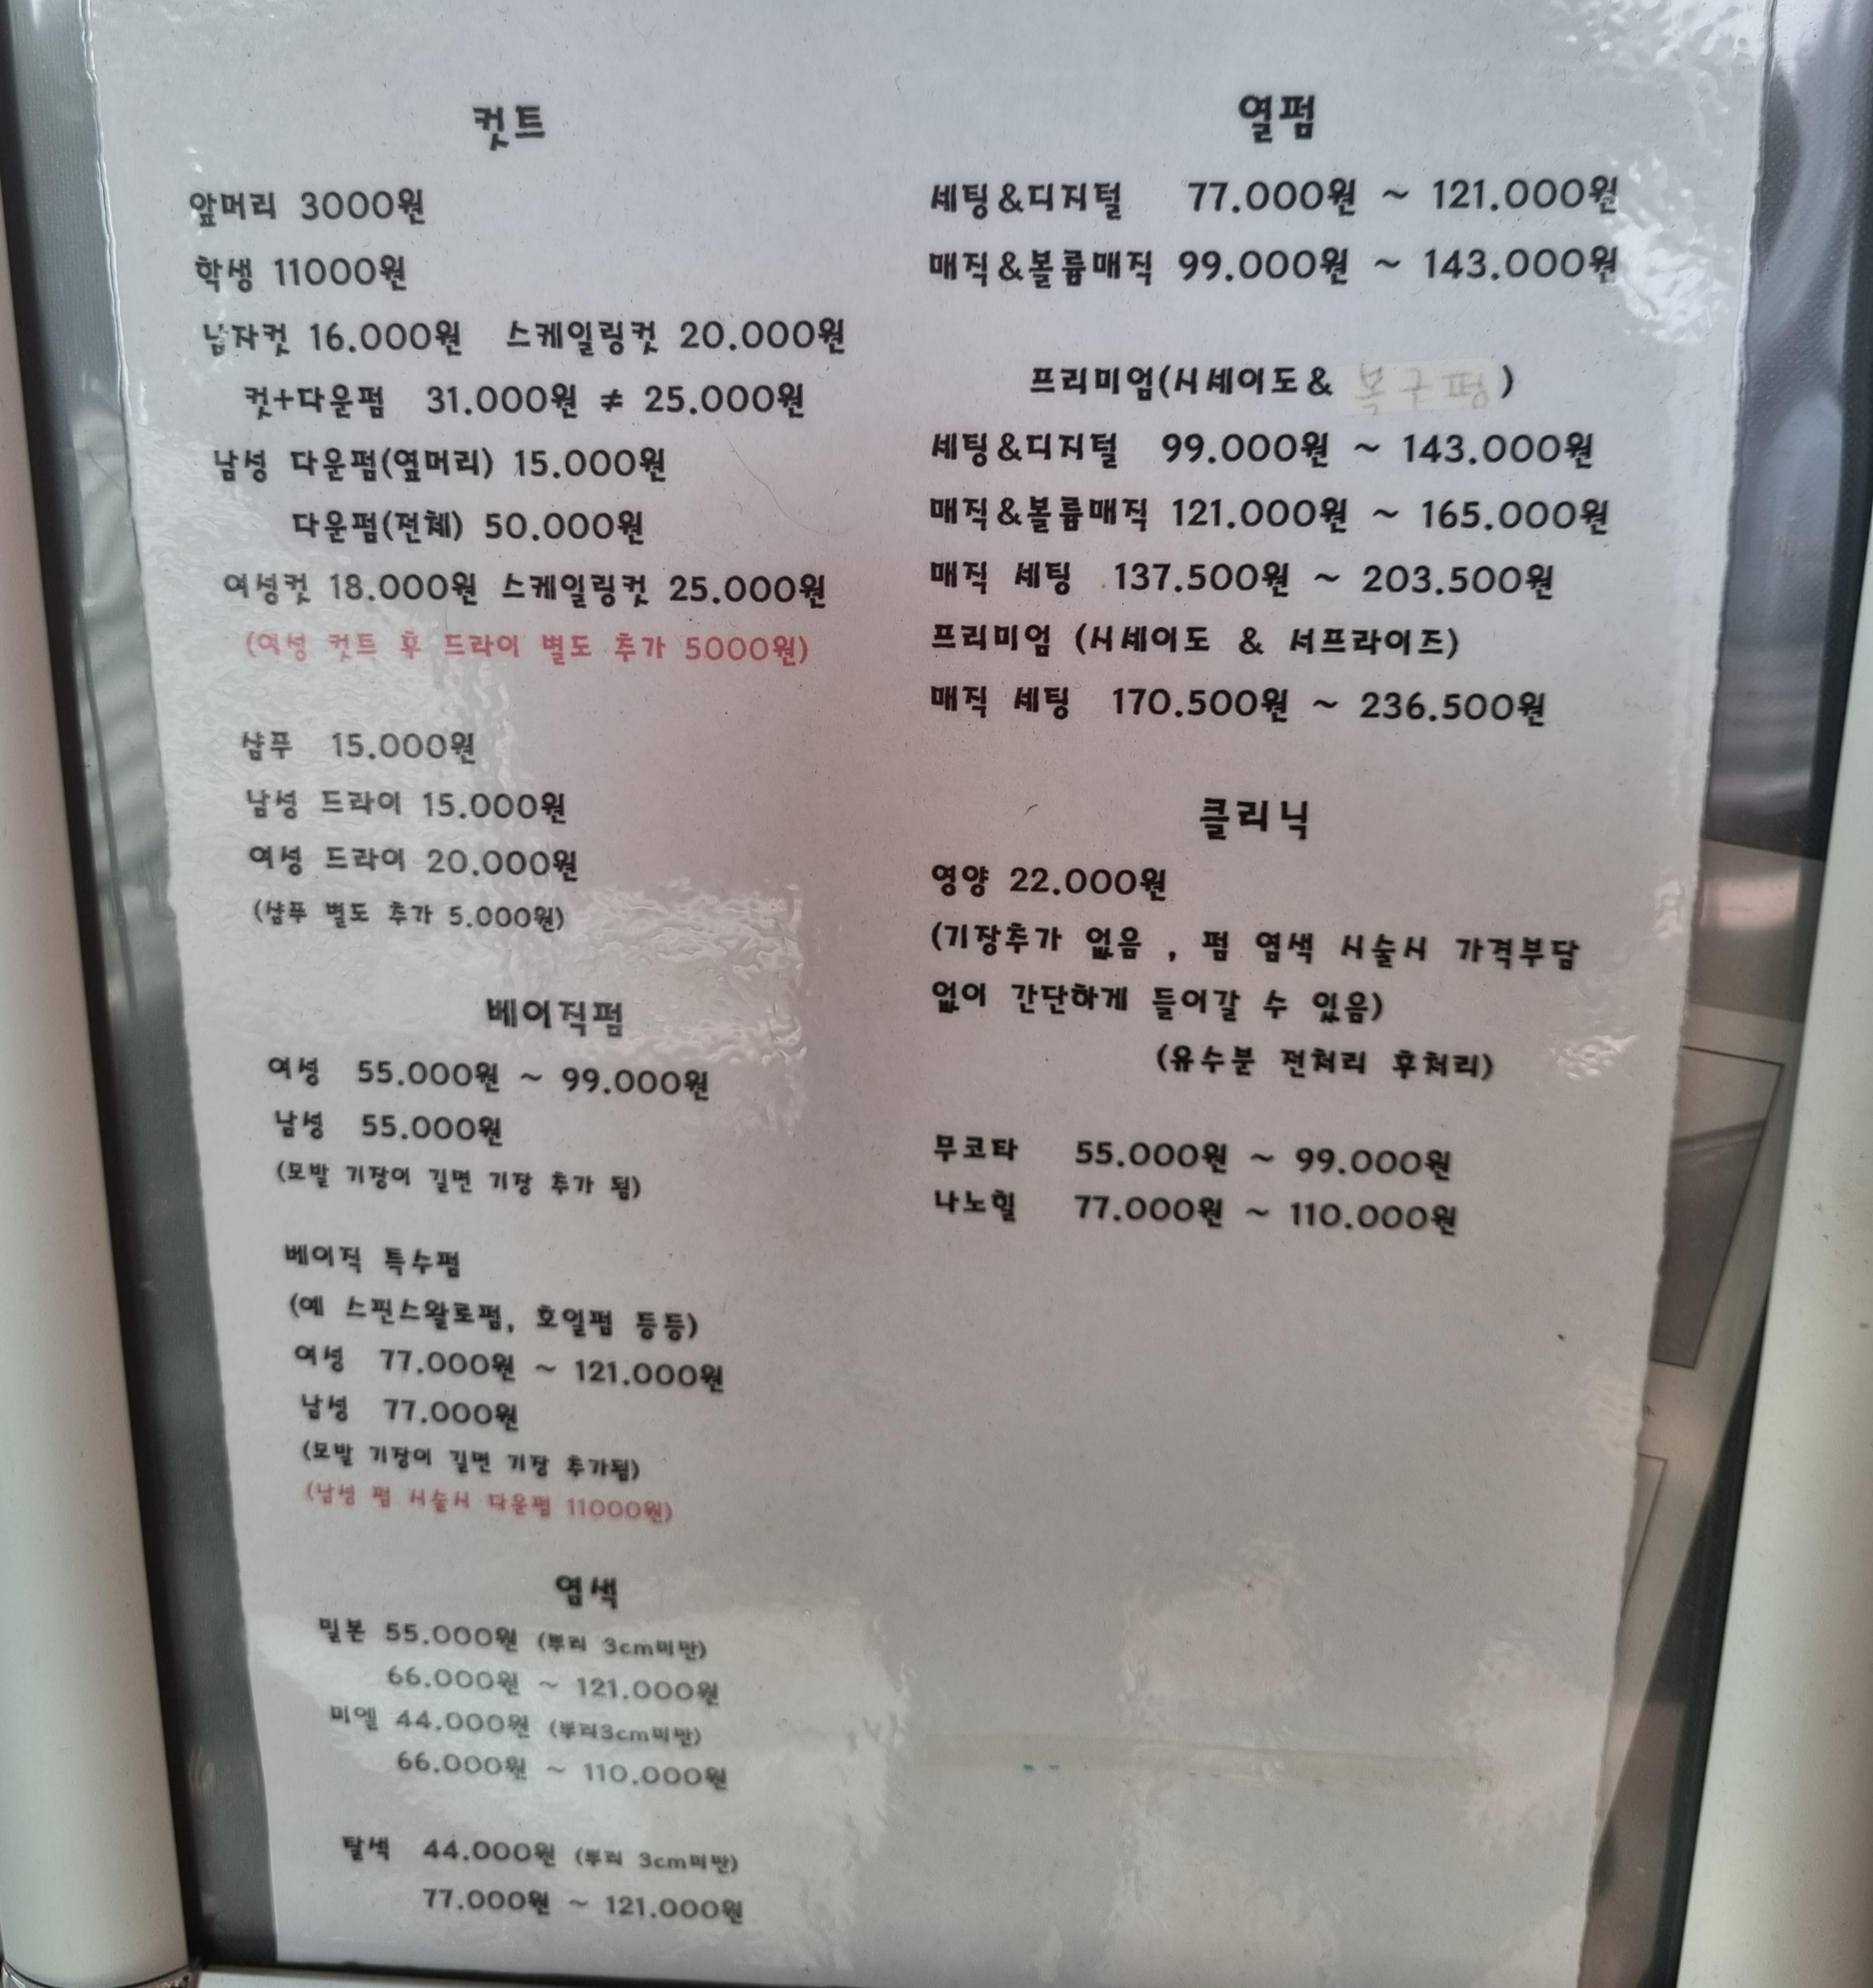 컷트
앞머리 3000원
학생 11000원
남자컷 16.000원 스케일링컷 20.000원
컷+다운펌 31.000원 ≠ 25.000원
남성 다운펌(옆머리) 15.000원
다운펌(전체) 50.000원
여성컷 18.000원 스케일링컷 25.000원
(여성 컷트 후 드라이 별도 추가 5000원)
샴푸 15.000원
남성 드라이 15.000원
여성 드라이 20.000원
(샴푸 별도 추가 5.000원)
베이직펌
여성 55.000원 ~ 99.000원
남성 55.000원
(모발 기장이 길면 기장 추가 됨)
베이직 특수펌
(예 스핀스왈로펌, 호일펌 등등)
여성 77.000원 ~ 121.000원
남성 77.000원
(모발 기장이 길면 기장 추가됨)
(남성 펌 시술시 다운펌 11000원)
염색
밀본 55.000원 (뿌리 3cm미만)
66.000원 ~ 121.000원
미엘 44.000원 (뿌리3cm미만)
66.000원 ~ 110.000원
탈색 44.000원 (뿌리 3cm미만)
77.000원 ~ 121.000원
열펌
세팅&디지털 77.000원 ~ 121.000원
매직&볼륨매직 99.000원 ~ 143.000원
프리미엄(시세이도& )
세팅&디지털 99.000원 ~ 143.000원
매직&볼륨매직 121.000원 ~ 165.000원
매직 세팅 137.500원 ~ 203.500원
프리미엄 (시세이도 & 서프라이즈)
매직 세팅 170.500원 ~ 236.500원
클리닉
영양 22.000원
(기장추가 없음 , 펌 염색 시술시 가격부담
없이 간단하게 들어갈 수 있음)
(유수분 전처리 후처리)
무코타 55.000원 ~ 99.000원
나노힐 77.000원 ~ 110.000원